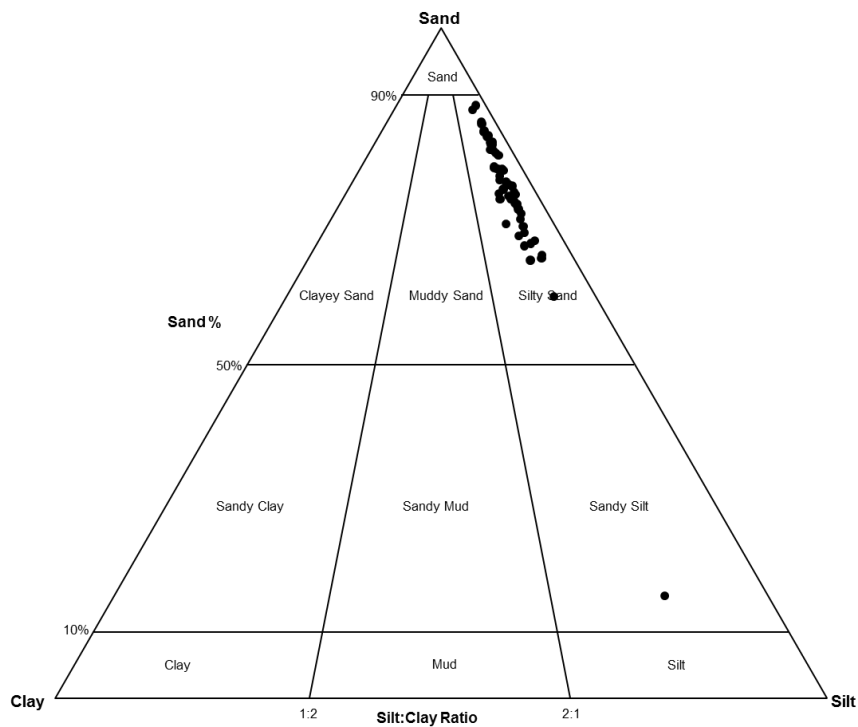 Sand
Sand
90%
Clayey Sand
Muddy Sand
Silty Sand
Sand %
50%
Sandy Clay
Sandy Mud
Sandy Silt
10%
Clay
Mud
Silt
Clay
Silt
1:2
2:1
Silt:Clay Ratio